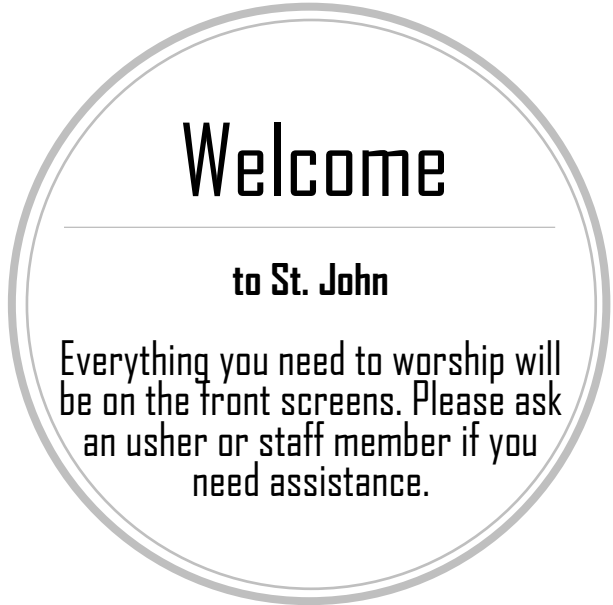 Welcome
to St. John
Everything you need to worship will
be on the front screens. Please ask
an usher or staff member if you
need assistance.